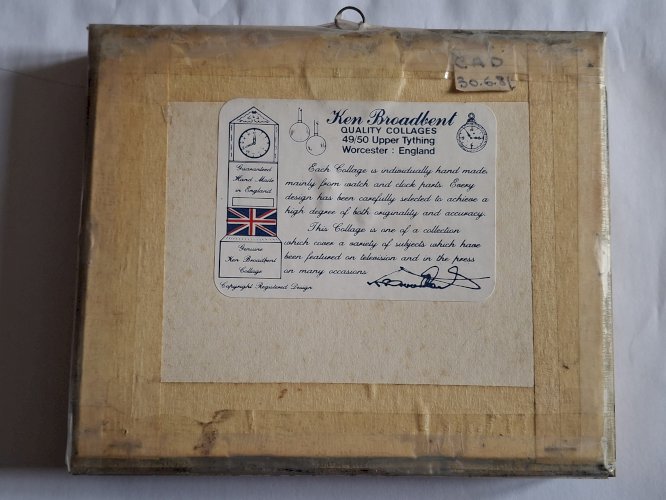 CAD
30.6.8
Ken Broadbent
QUALITY COLLAGES
49/50 Upper Tything
Worcester : England
Guaranteed
Hand Made
in England
Each Collage is individually hand made
mainly from watch and clock parts. Every
design has been carefully selected to achieve a
high degree of both originality and accuracy.
This Collage is one of a collection
which cover a variety of subjects which have
been featured on television and in the press
on many occasions
Genuine
Ken Broadbent
Collage
Copyright Registered Design